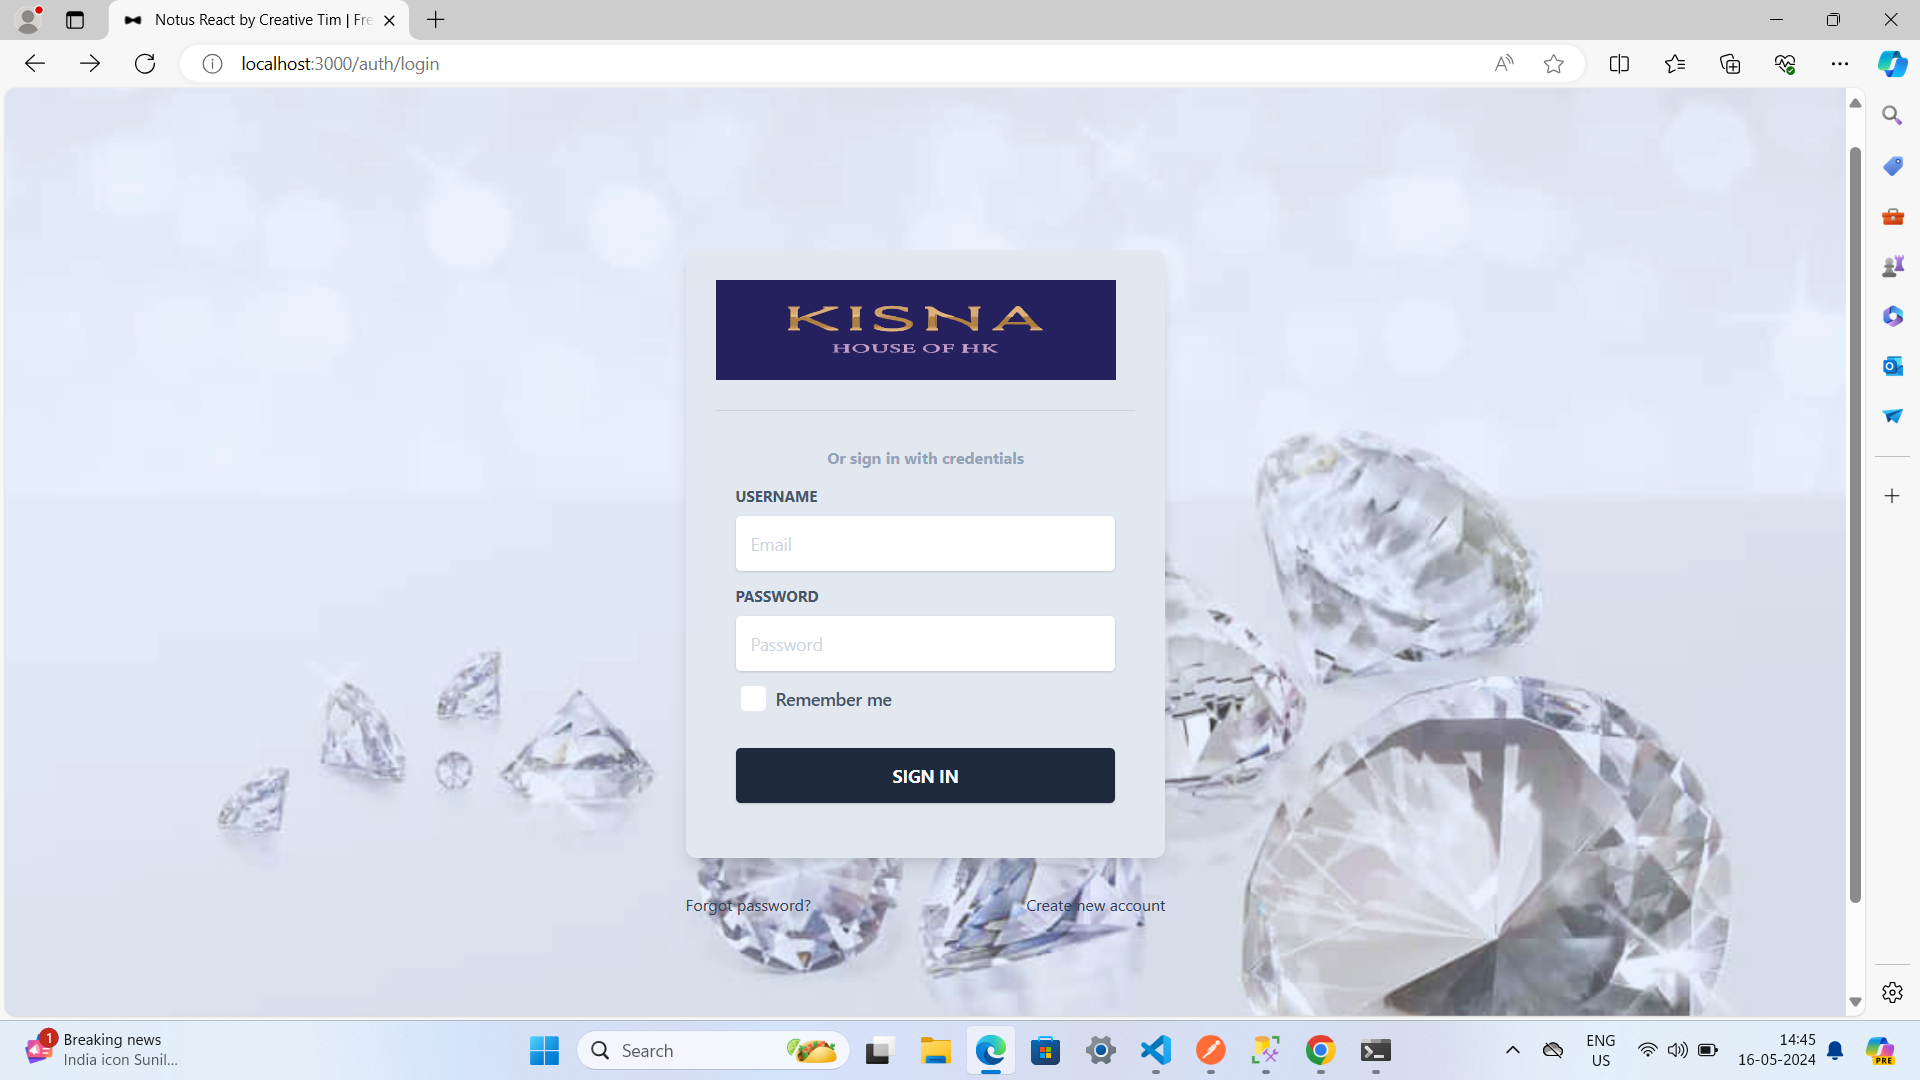 Notus React by Creative Tim | Fre
localhost:3000/auth/login
KISNA
HOUSE OF HK
Or sign in with credentials
USERNAME
Email
PASSWORD
Password
Remember me
SIGN IN
Forgot password?
Create new account
1
Breaking news
India icon Sunil...
Search
ENG
US
14:45
16-05-2024
PRE